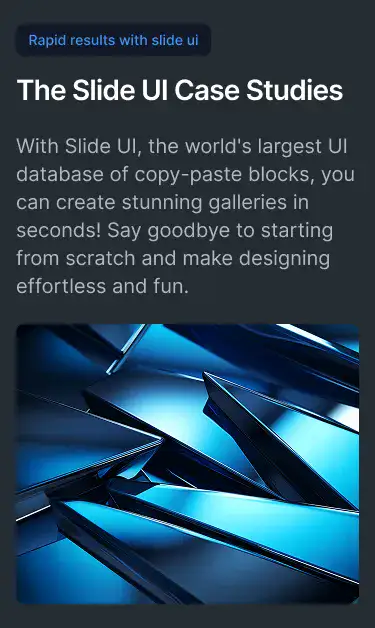 Rapid results with slide ui
The Slide UI Case Studies
With Slide UI, the world's largest UI
database of copy-paste blocks, you
can create stunning galleries in
seconds! Say goodbye to starting
from scratch and make designing
effortless and fun.